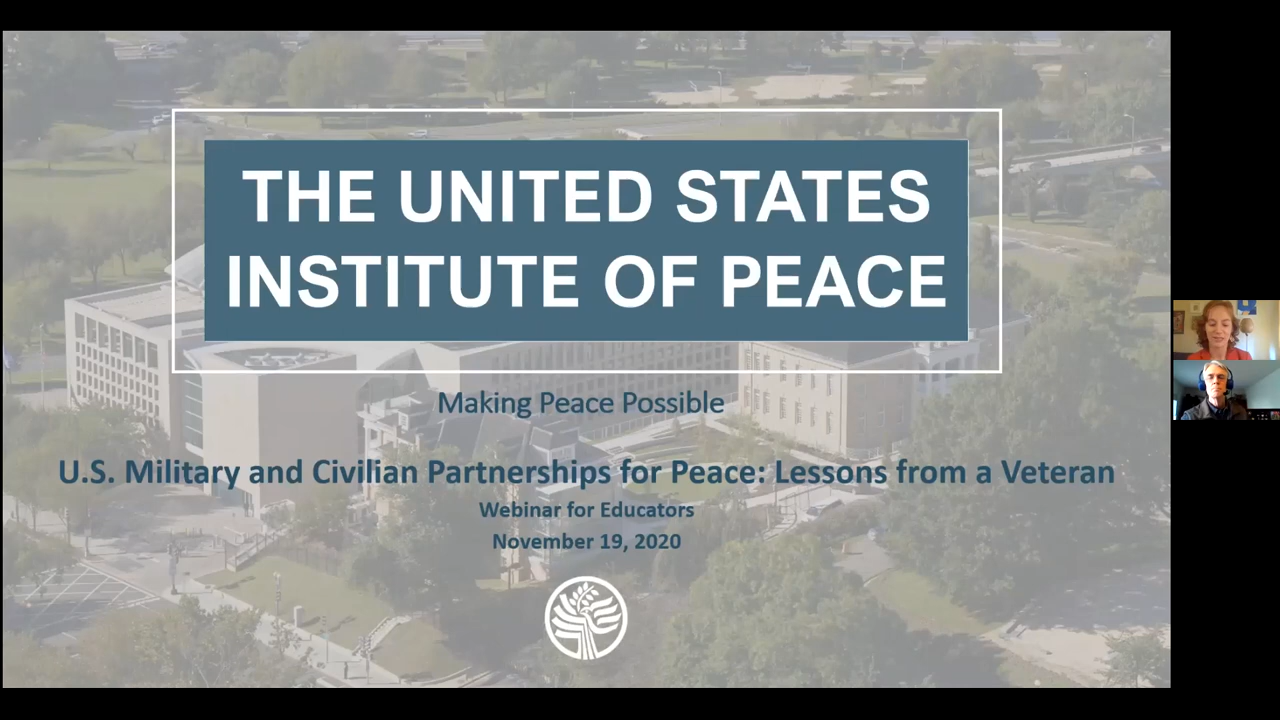 THE UNITED STATES
INSTITUTE OF PEACE
Making Peace Possible
U.S. Military and Civilian Partnerships for Peace: Lessons from a Veteran
Webinar for Educators
November 19, 2020